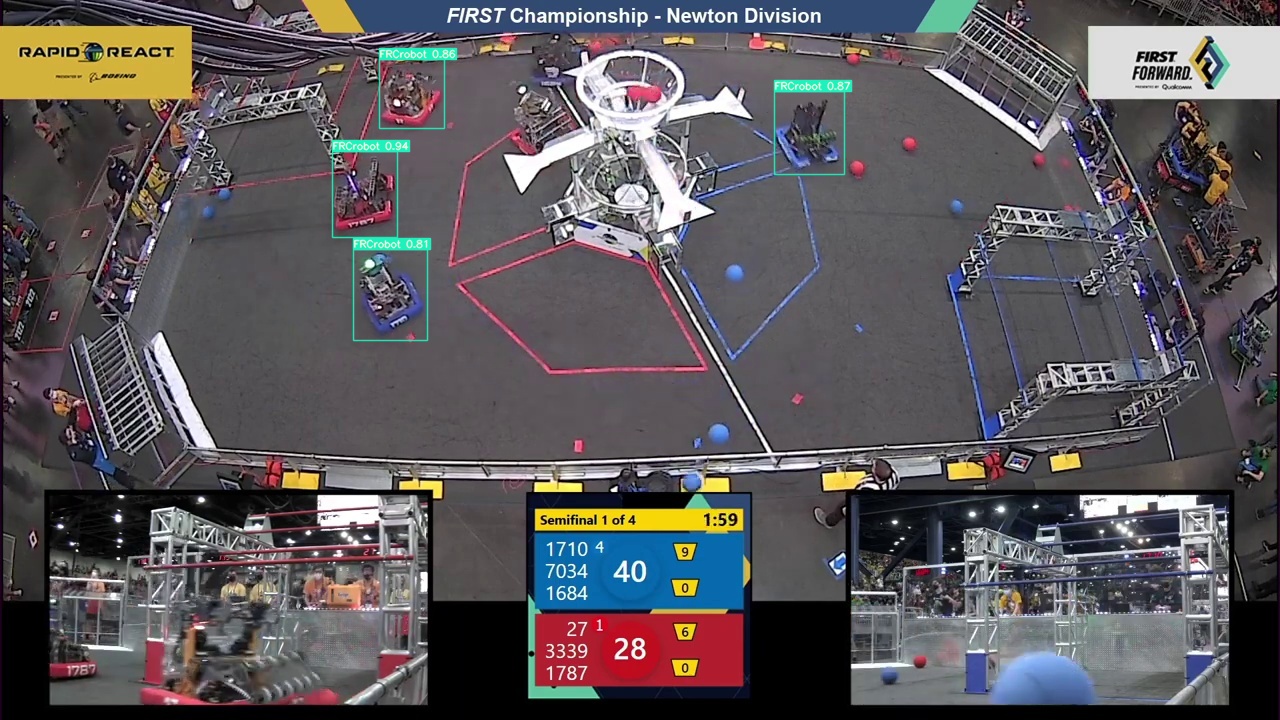 FIRST Championship - Newton Division
RAPID REACT
PRESENTED BY BOEING
FIRST
FORWARD
PRESENTED BY Qualcomm
FRCrobot 0.86
FRCrobot 0.87
FRCrobot 0.94
1787
FRCrobot 0.81
Semifinal 1 of 4 1:59
1710 4
7034
1684
40
9
0
27 1
3339
1787
28
6
0
1787